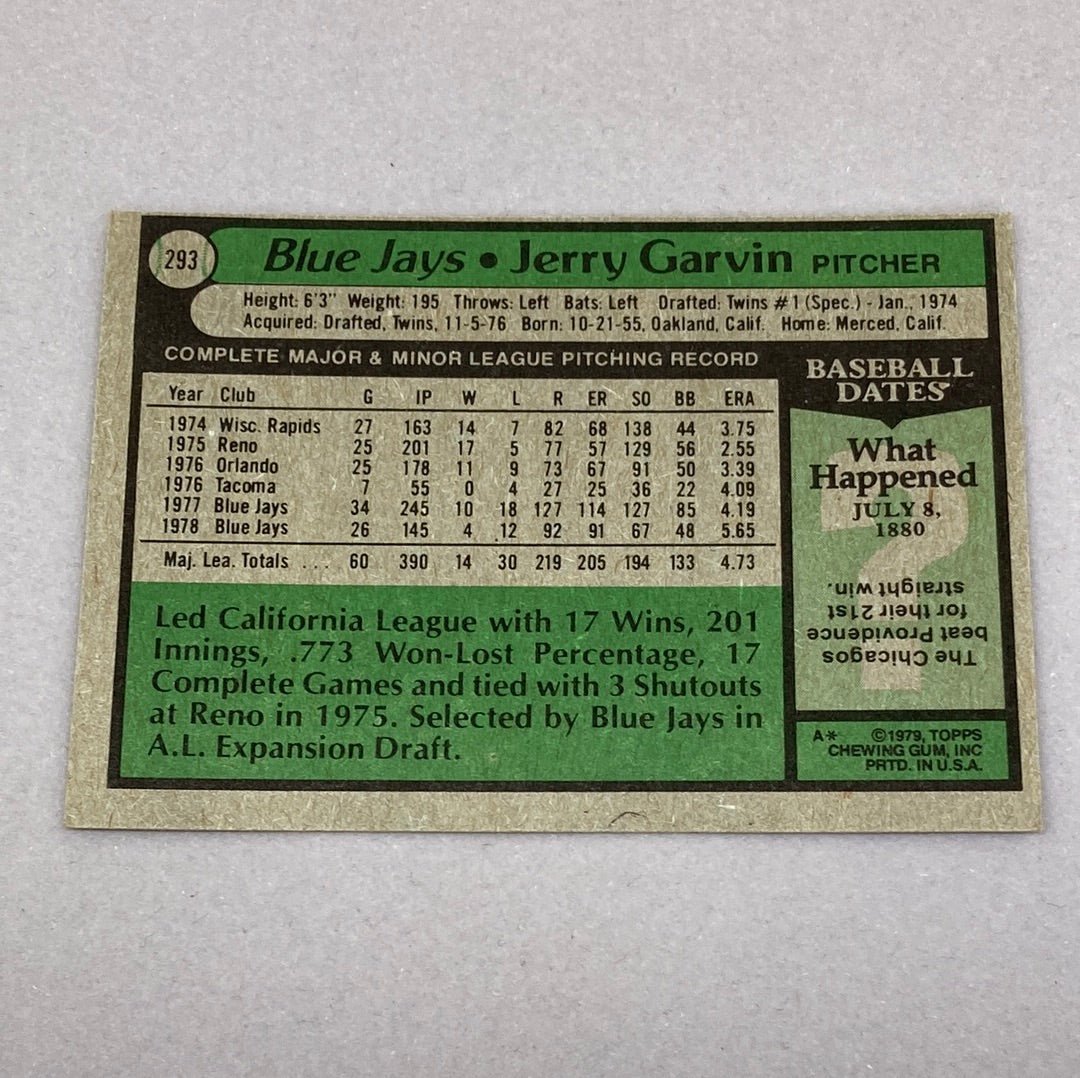 293
Blue Jays • Jerry Garvin PITCHER
Height: 6'3" Weight: 195 Throws: Left Bats: Left Drafted: Twins #1 (Spec.) - Jan., 1974
Acquired: Drafted, Twins, 11-5-76 Born: 10-21-55, Oakland, Calif. Home: Merced, Calif.
COMPLETE MAJOR & MINOR LEAGUE PITCHING RECORD
Year Club G IP W L R ER SO BB ERA
1974 Wisc. Rapids 27 163 14 7 82 68 138 44 3.75
1975 Reno 25 201 17 5 77 57 129 56 2.55
1976 Orlando 25 178 11 9 73 67 91 50 3.39
1976 Tacoma 7 55 0 4 27 25 36 22 4.09
1977 Blue Jays 34 245 10 18 127 114 127 85 4.19
1978 Blue Jays 26 145 4 12 92 91 67 48 5.65
Maj. Lea. Totals ... 60 390 14 30 219 205 194 133 4.73
Led California League with 17 Wins, 201
Innings, .773 Won-Lost Percentage, 17
Complete Games and tied with 3 Shutouts
at Reno in 1975. Selected by Blue Jays in
A.L. Expansion Draft.
BASEBALL
DATES
What
Happened
JULY 8,
1880
?
The Chicagos
beat Providence
for their 21st
straight win.
A* ©1979, TOPPS
CHEWING GUM, INC
PRTD. IN U.S.A.